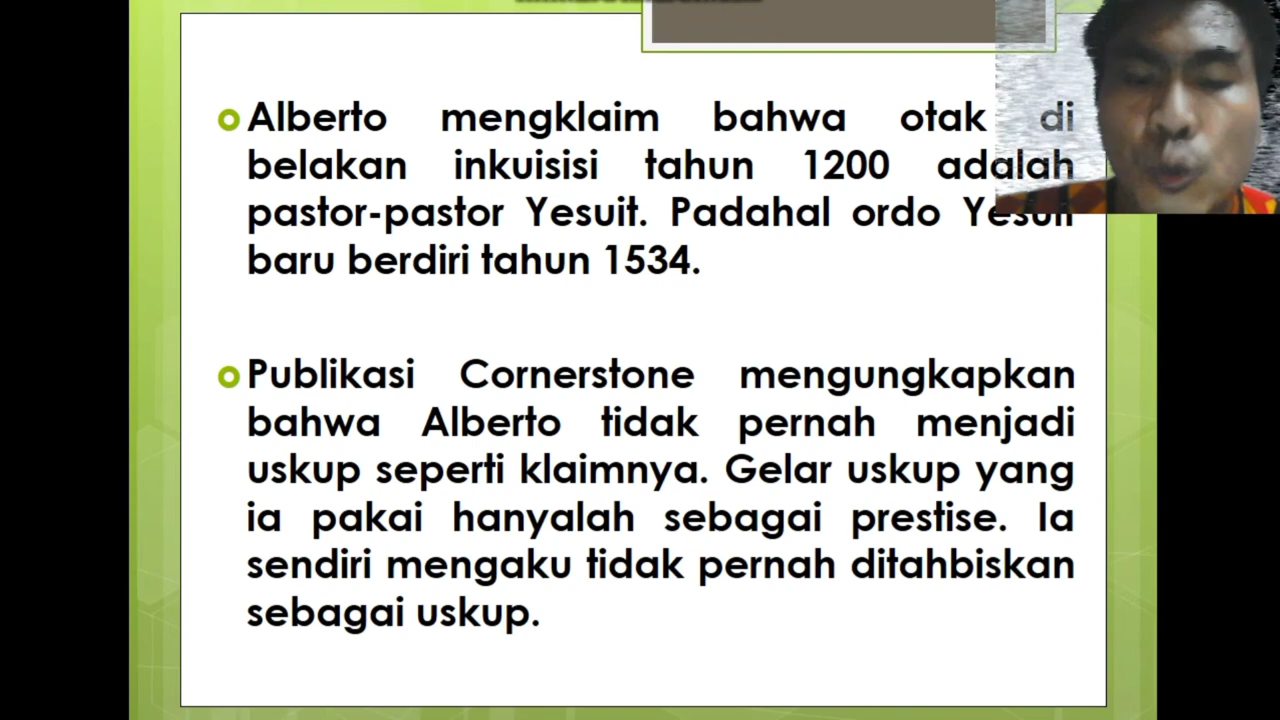 Alberto mengklaim bahwa otak di
belakan inkuisisi tahun 1200 adalah
pastor-pastor Yesuit. Padahal ordo Yesuit
baru berdiri tahun 1534.
Publikasi Cornerstone mengungkapkan
bahwa Alberto tidak pernah menjadi
uskup seperti klaimnya. Gelar uskup yang
ia pakai hanyalah sebagai prestise. Ia
sendiri mengaku tidak pernah ditahbiskan
sebagai uskup.